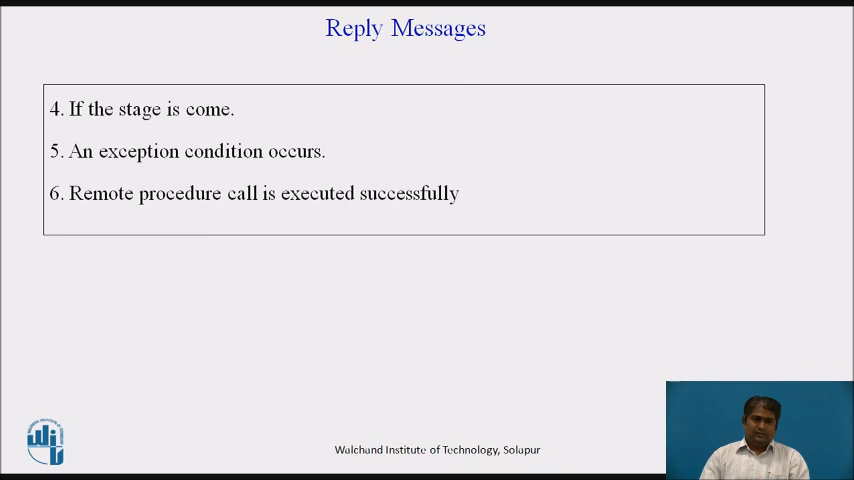 Reply Messages
4. If the stage is come.
5. An exception condition occurs.
6. Remote procedure call is executed successfully
Walchand Institute of Technology, Solapur